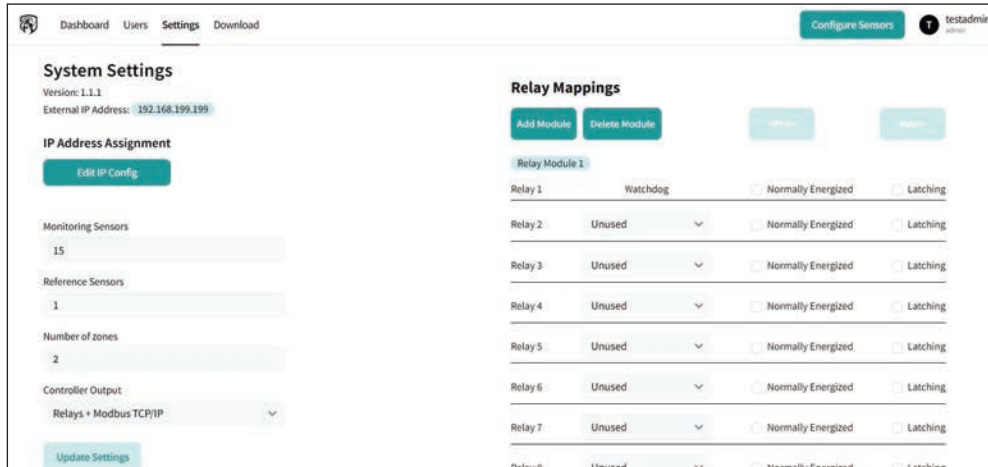 Dashboard Users Settings Download
Configure Sensors
T
testadmin
admin
System Settings
Version: 1.1.1
External IP Address: 192.168.199.199
IP Address Assignment
Edit IP Config
Monitoring Sensors
15
Reference Sensors
1
Number of zones
2
Controller Output
Relays + Modbus TCP/IP
Update Settings
Relay Mappings
Add Module Delete Module
Relay Module 1
Relay 1 Watchdog Normally Energized Latching
Relay 2 Unused Normally Energized Latching
Relay 3 Unused Normally Energized Latching
Relay 4 Unused Normally Energized Latching
Relay 5 Unused Normally Energized Latching
Relay 6 Unused Normally Energized Latching
Relay 7 Unused Normally Energized Latching